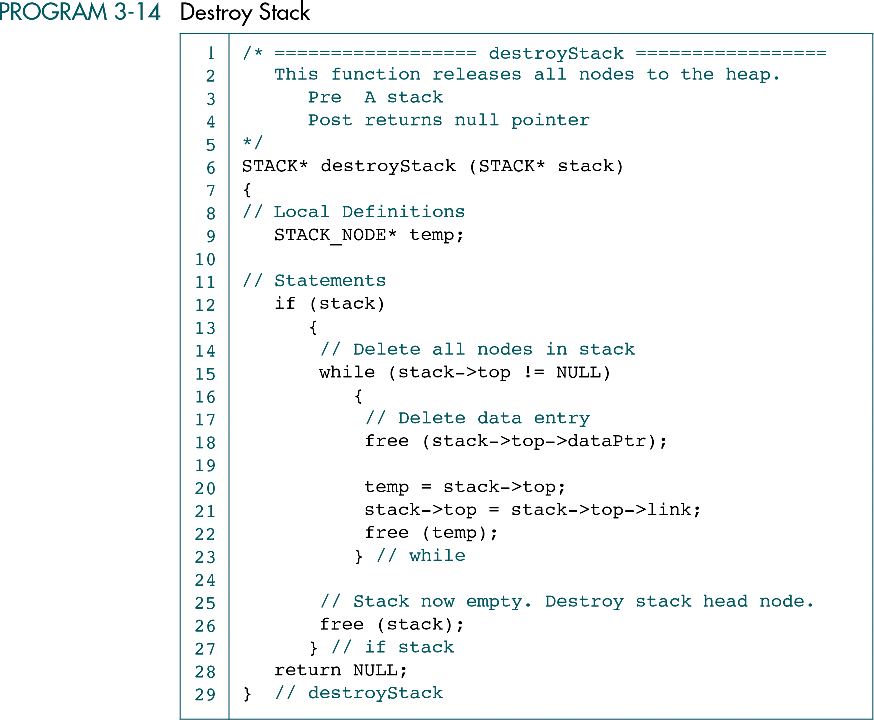 PROGRAM 3-14 Destroy Stack
1 /* ================== destroyStack =================
2 This function releases all nodes to the heap.
3 Pre A stack
4 Post returns null pointer
5 */
6 STACK* destroyStack (STACK* stack)
7 {
8 // Local Definitions
9 STACK_NODE* temp;
10
11 // Statements
12 if (stack)
13 {
14 // Delete all nodes in stack
15 while (stack->top != NULL)
16 {
17 // Delete data entry
18 free (stack->top->dataPtr);
19
20 temp = stack->top;
21 stack->top = stack->top->link;
22 free (temp);
23 } // while
24
25 // Stack now empty. Destroy stack head node.
26 free (stack);
27 } // if stack
28 return NULL;
29 } // destroyStack